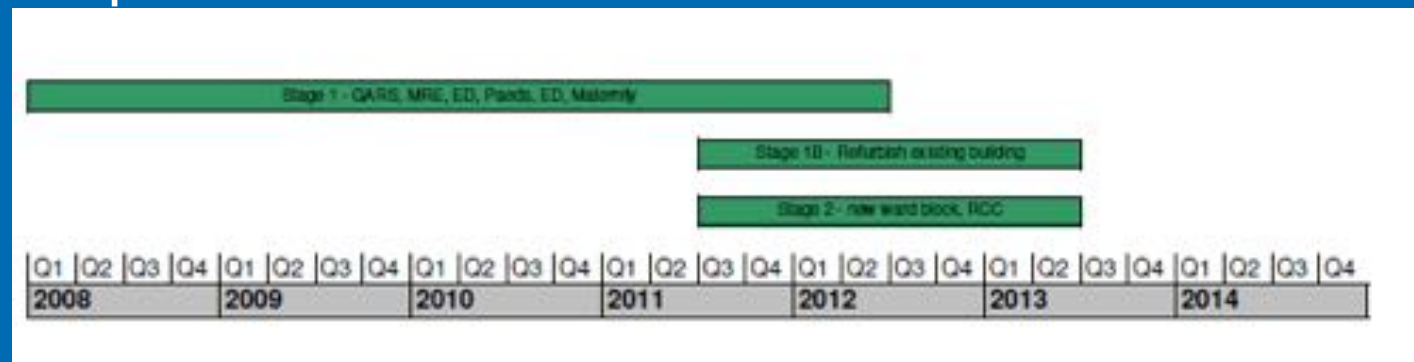 Stage 1 - QARS, MRE, ED, Paeds, ED, Maternity
Stage 1B - Refurbish existing building
Stage 2 - new ward block, RCC
Q1 Q2 Q3 Q4 Q1 Q2 Q3 Q4 Q1 Q2 Q3 Q4 Q1 Q2 Q3 Q4 Q1 Q2 Q3 Q4 Q1 Q2 Q3 Q4 Q1 Q2 Q3 Q4
2008 2009 2010 2011 2012 2013 2014